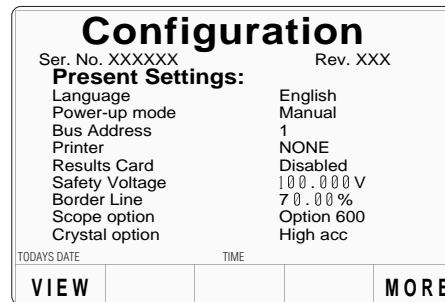 Configuration
Ser. No. XXXXXX Rev. XXX
Present Settings:
Language English
Power-up mode Manual
Bus Address 1
Printer NONE
Results Card Disabled
Safety Voltage 100.000V
Border Line 70.00%
Scope option Option 600
Crystal option High acc
TODAYS DATE TIME
VIEW MORE